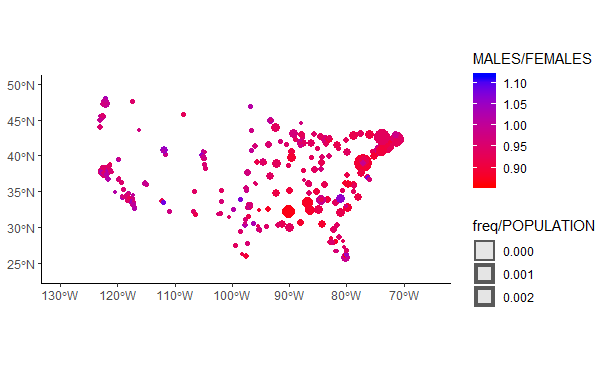 50°N
45°N
40°N
35°N
30°N
25°N
130°W
120°W
110°W
100°W
90°W
80°W
70°W
MALES/FEMALES
1.10
1.05
1.00
0.95
0.90
freq/POPULATION
0.000
0.001
0.002